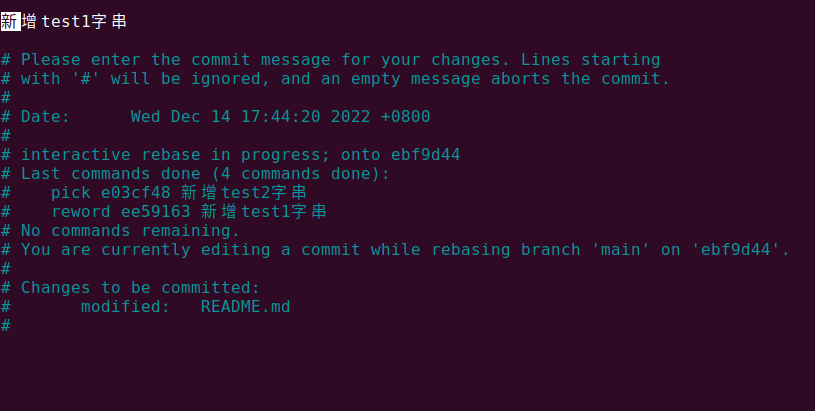 新增test1字串
# Please enter the commit message for your changes. Lines starting
# with '#' will be ignored, and an empty message aborts the commit.
#
# Date:      Wed Dec 14 17:44:20 2022 +0800
#
# interactive rebase in progress; onto ebf9d44
# Last commands done (4 commands done):
#    pick e03cf48 新增test2字串
#    reword ee59163 新增test1字串
# No commands remaining.
# You are currently editing a commit while rebasing branch 'main' on 'ebf9d44'.
#
# Changes to be committed:
#       modified:   README.md
#